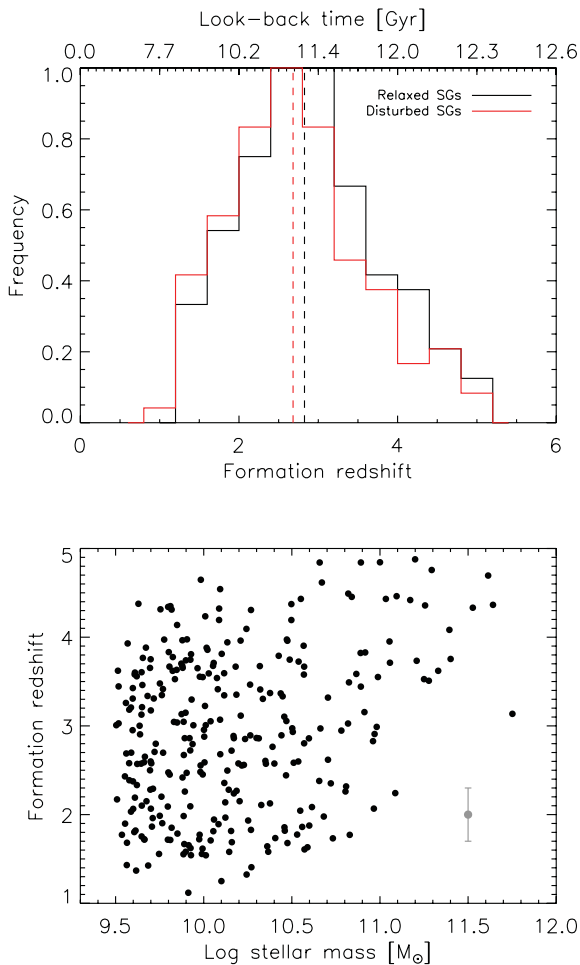 Look-back time [Gyr]
0.0 7.7 10.2 11.4 12.0 12.3 12.6
1.0
Relaxed SGs
Disturbed SGs
0.8
0.6
0.4
0.2
0.0
Frequency
0 2 4 6
Formation redshift
5
4
3
2
1
Formation redshift
9.5 10.0 10.5 11.0 11.5 12.0
Log stellar mass [M⊙]